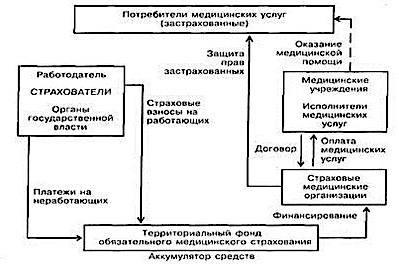 Потребители медицинских услуг
(застрахованные)
Защита
прав
застрахованных
Оказание
медицинской
помощи
Работодатель
СТРАХОВАТЕЛИ
Органы
государственной
власти
Страховые
взносы на
работающих
Медицинские
учреждения
Исполнители
медицинских
услуг
Договор
Оплата
медицинских
услуг
Страховые
медицинские
организации
Платежи на
неработающих
Финансирование
Территориальный фонд
обязательного медицинского страхования
Аккумулятор средств